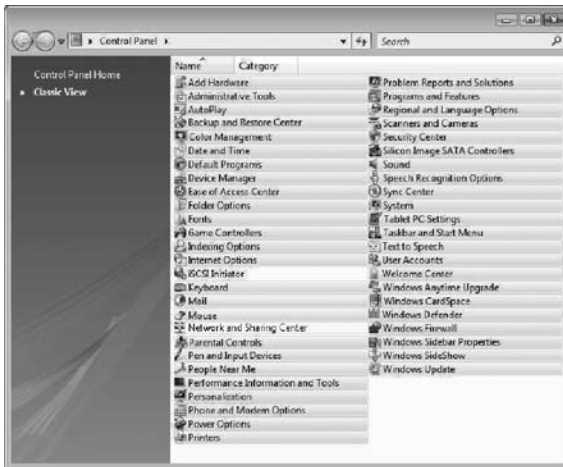 Control Panel
Search
Control Panel Home
Classic View
Name Category
Add Hardware
Administrative Tools
AutoPlay
Backup and Restore Center
Color Management
Date and Time
Default Programs
Device Manager
Ease of Access Center
Folder Options
Fonts
Game Controllers
Indexing Options
Internet Options
iSCSI Initiator
Keyboard
Mail
Mouse
Network and Sharing Center
Parental Controls
Pen and Input Devices
People Near Me
Performance Information and Tools
Personalization
Phone and Modem Options
Power Options
Printers
Problem Reports and Solutions
Programs and Features
Regional and Language Options
Scanners and Cameras
Security Center
Silicon Image SATA Controllers
Sound
Speech Recognition Options
Sync Center
System
Tablet PC Settings
Taskbar and Start Menu
Text to Speech
User Accounts
Welcome Center
Windows Anytime Upgrade
Windows CardSpace
Windows Defender
Windows Firewall
Windows Sidebar Properties
Windows SideShow
Windows Update